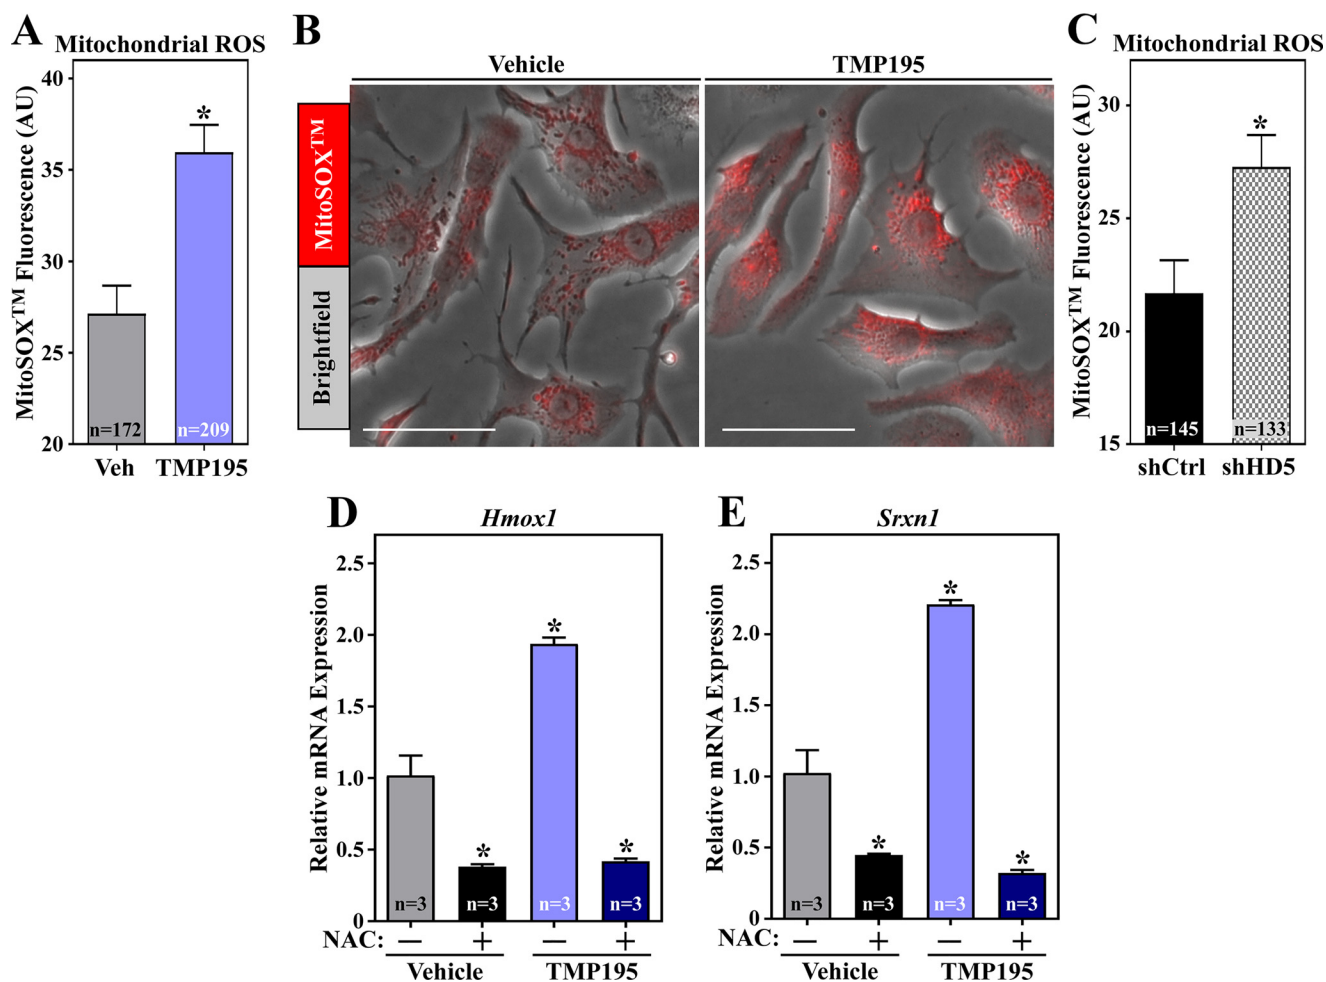 A
Mitochondrial ROS
MitoSOX™ Fluorescence (AU)
40
35
30
25
20
n=172
n=209
Veh
TMP195
B
Vehicle
TMP195
MitoSOX™
Brightfield
C
Mitochondrial ROS
MitoSOX™ Fluorescence (AU)
30
25
20
15
*
*
n=145
n=133
shCtrl
shHD5
D
Hmox1
Relative mRNA Expression
2.5
2.0
1.5
1.0
0.5
0
*
*
*
n=3
n=3
n=3
n=3
NAC:
—
+
—
+
Vehicle
TMP195
E
Srxn1
Relative mRNA Expression
2.5
2.0
1.5
1.0
0.5
0
*
*
*
n=3
n=3
n=3
n=3
NAC:
—
+
—
+
Vehicle
TMP195